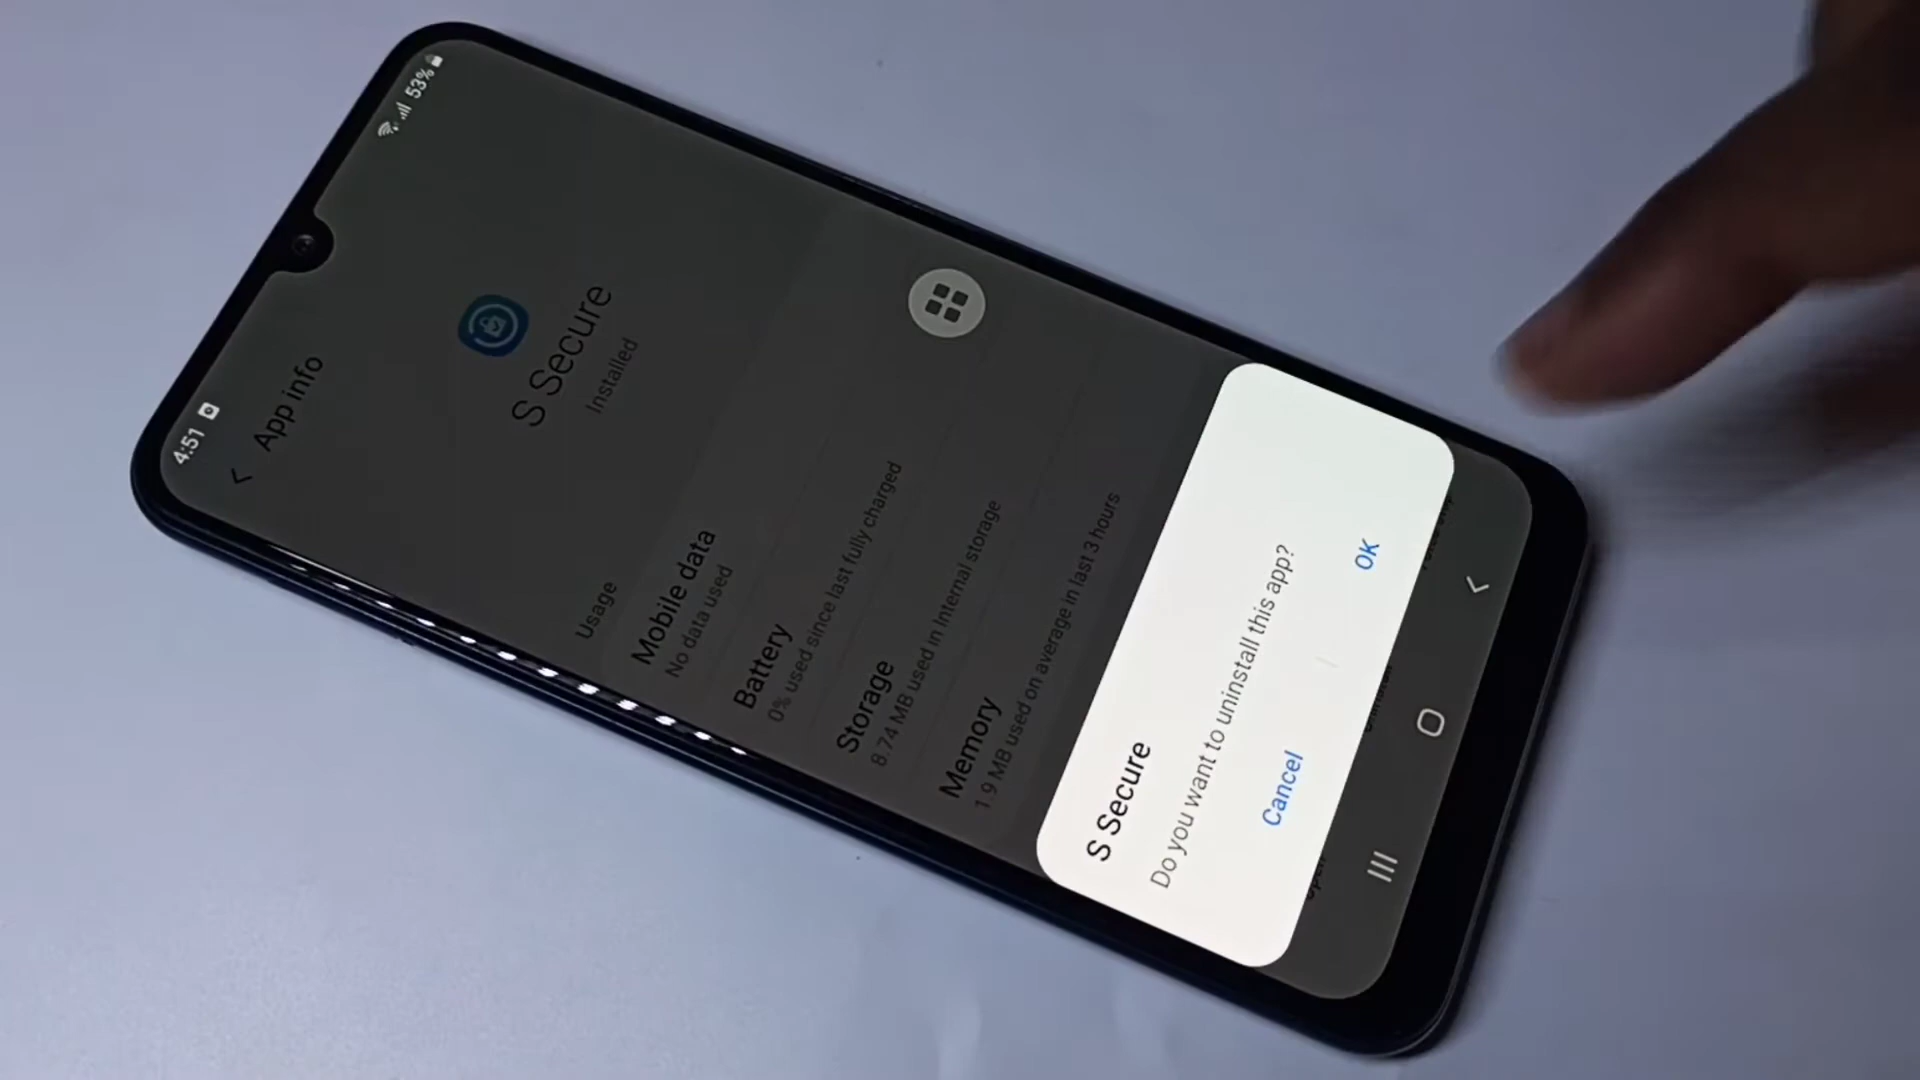 4:51
53%
App info
S Secure
Installed
Usage
Mobile data
No data used
Battery
0% used since last fully charged
Storage
8.74 MB used in Internal storage
Memory
1.9 MB used on average in last 3 hours
S Secure
Do you want to uninstall this app?
Cancel
OK